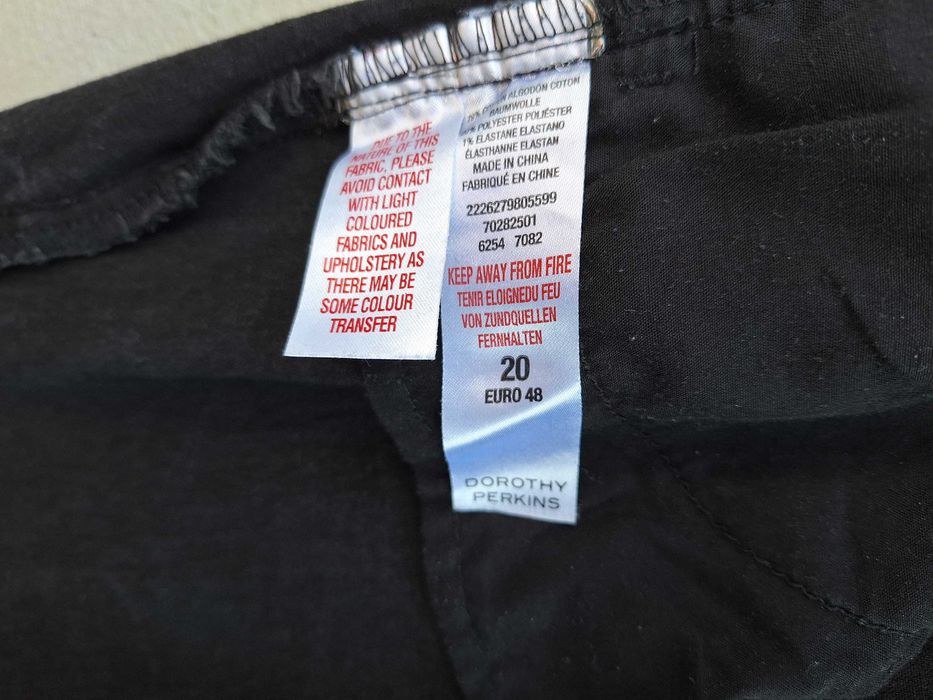 DUE TO THE
NATURE OF THIS
FABRIC, PLEASE
AVOID CONTACT
WITH LIGHT
COLOURED
FABRICS AND
UPHOLSTERY AS
THERE MAY BE
SOME COLOUR
TRANSFER
ALGODON COTON
BAUMWOLLE
POLYESTER POLIÉSTER
1% ELASTANE ELASTANO
ÉLASTHANNE ELASTAN
MADE IN CHINA
FABRIQUÉ EN CHINE
2226279805599
70282501
6254 7082
KEEP AWAY FROM FIRE
TENIR ELOIGNEDU FEU
VON ZUNDQUELLEN
FERNHALTEN
20
EURO 48
DOROTHY
PERKINS